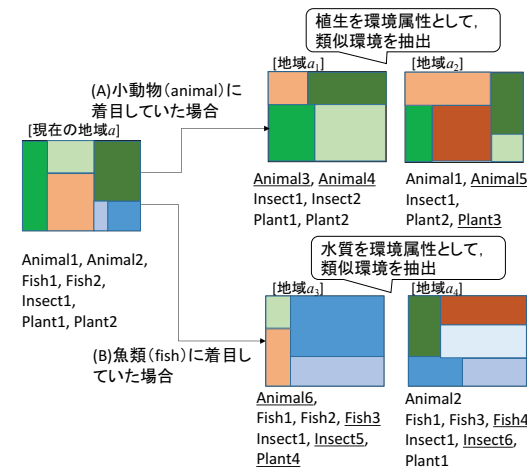 植生を環境属性として,
類似環境を抽出
(A)小動物(animal)に
着目していた場合
[地域a1]
[地域a2]
[現在の地域a]
Animal3, Animal4
Insect1, Insect2
Plant1, Plant2
Animal1, Animal5
Insect1,
Plant2, Plant3
Animal1, Animal2,
Fish1, Fish2,
Insect1,
Plant1, Plant2
水質を環境属性として,
類似環境を抽出
[地域a3]
[地域a4]
(B)魚類(fish)に着目し
ていた場合
Animal6,
Fish1, Fish2, Fish3
Insect1, Insect5,
Plant4
Animal2
Fish1, Fish3, Fish4
Insect1, Insect6,
Plant1